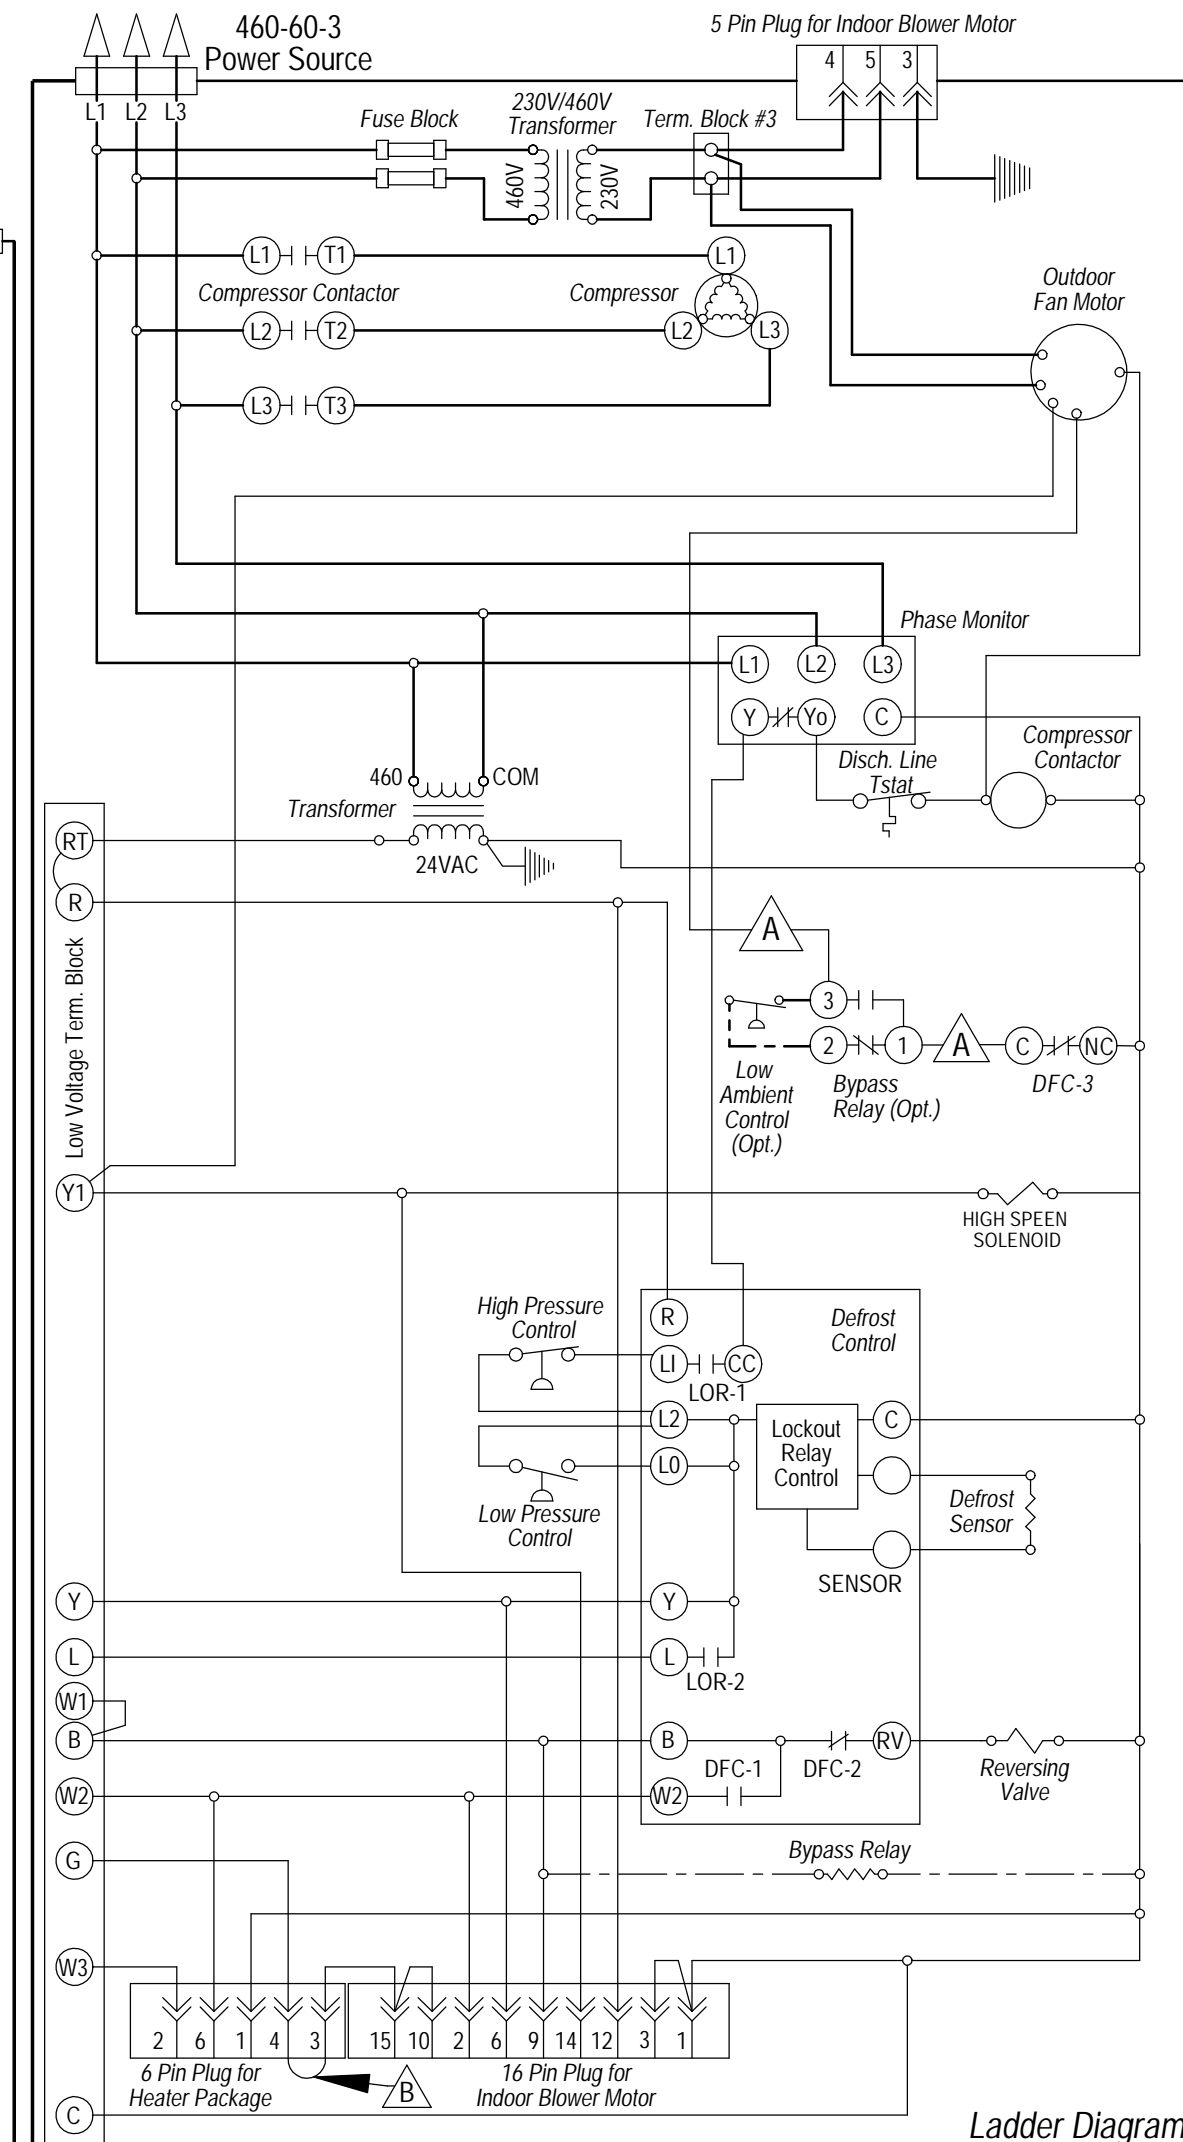 460-60-3
Power Source
5 Pin Plug for Indoor Blower Motor
4 5 3
L1 L2 L3
Fuse Block
230V/460V
Transformer
Term. Block #3
460V
230V
L1 T1
L1
Compressor Contactor
Compressor
Outdoor
Fan Motor
L2 T2
L2
L3
L3 T3
Phase Monitor
L1 L2 L3
Y Yo C
Compressor
Contactor
Disch. Line
Tstat
460
COM
Transformer
24VAC
RT
R
Low Voltage Term. Block
A
3
2 1
A
C NC
Low
Ambient
Control
(Opt.)
Bypass
Relay (Opt.)
DFC-3
Y1
HIGH SPEEN
SOLENOID
High Pressure
Control
R
Defrost
Control
LI CC
LOR-1
L2
Lockout
Relay
Control
C
L0
Low Pressure
Control
Defrost
Sensor
SENSOR
Y
Y
L
L
LOR-2
W1
B
B
RV
DFC-1
DFC-2
Reversing
Valve
W2
W2
G
Bypass Relay
W3
2 6 1 4 3
15 10 2 6 9 14 12 3 1
6 Pin Plug for
Heater Package
B
16 Pin Plug for
Indoor Blower Motor
C
Ladder Diagram